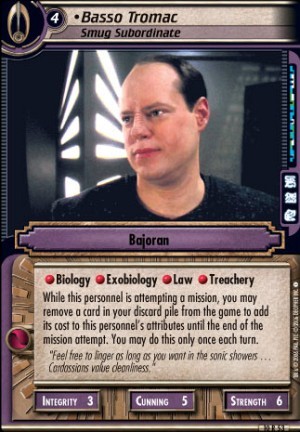 4
•Basso Tromac
Smug Subordinate
Bajoran
Biology Exobiology Law Treachery
While this personnel is attempting a mission, you may
remove a card in your discard pile from the game to add
its cost to this personnel's attributes until the end of the
mission attempt. You may do this only once each turn.
"Feel free to linger as long as you want in the sonic showers ...
Cardassians value cleanliness."
INTEGRITY 3 CUNNING 5 STRENGTH 6